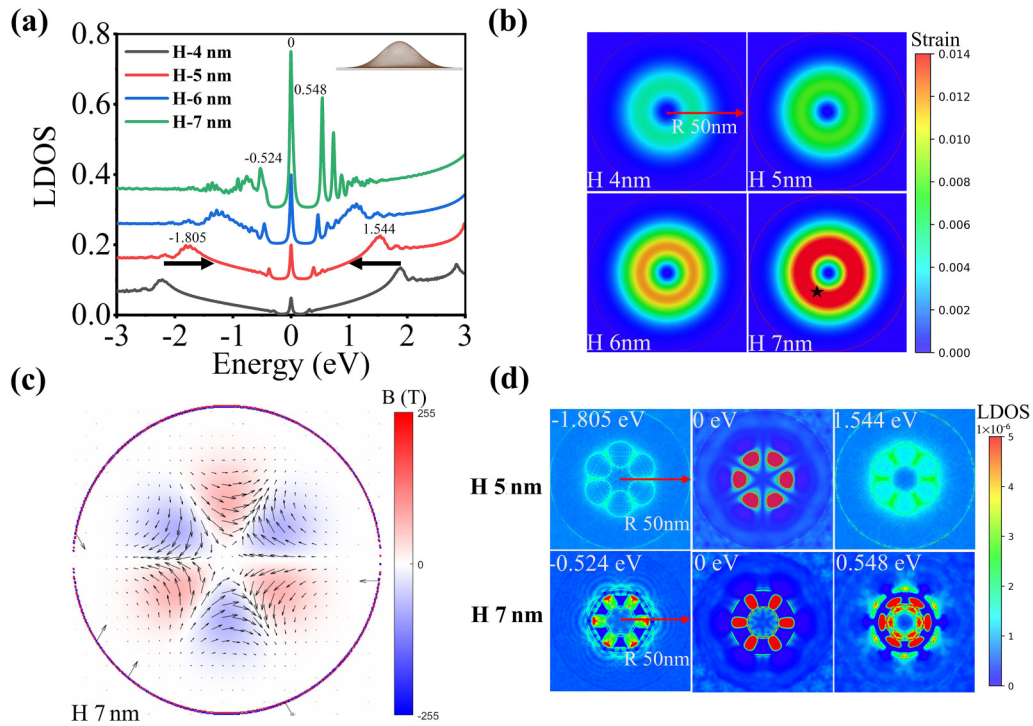 (a)
0.8
0.6
0.4
0.2
0.0
LDOS
H-4 nm
H-5 nm
H-6 nm
H-7 nm
0
0.548
-0.524
-1.805
1.544
-3 -2 -1 0 1 2 3
Energy (eV)
(b)
Strain
R 50nm
H 4nm
H 5nm
H 6nm
H 7nm
0.014
0.012
0.010
0.008
0.006
0.004
0.002
0.000
(c)
B (T)
255
0
-255
H 7 nm
(d)
LDOS
1×10⁻⁶
-1.805 eV
0 eV
1.544 eV
H 5 nm
R 50nm
-0.524 eV
0 eV
0.548 eV
H 7 nm
R 50nm
5
4
3
2
1
0